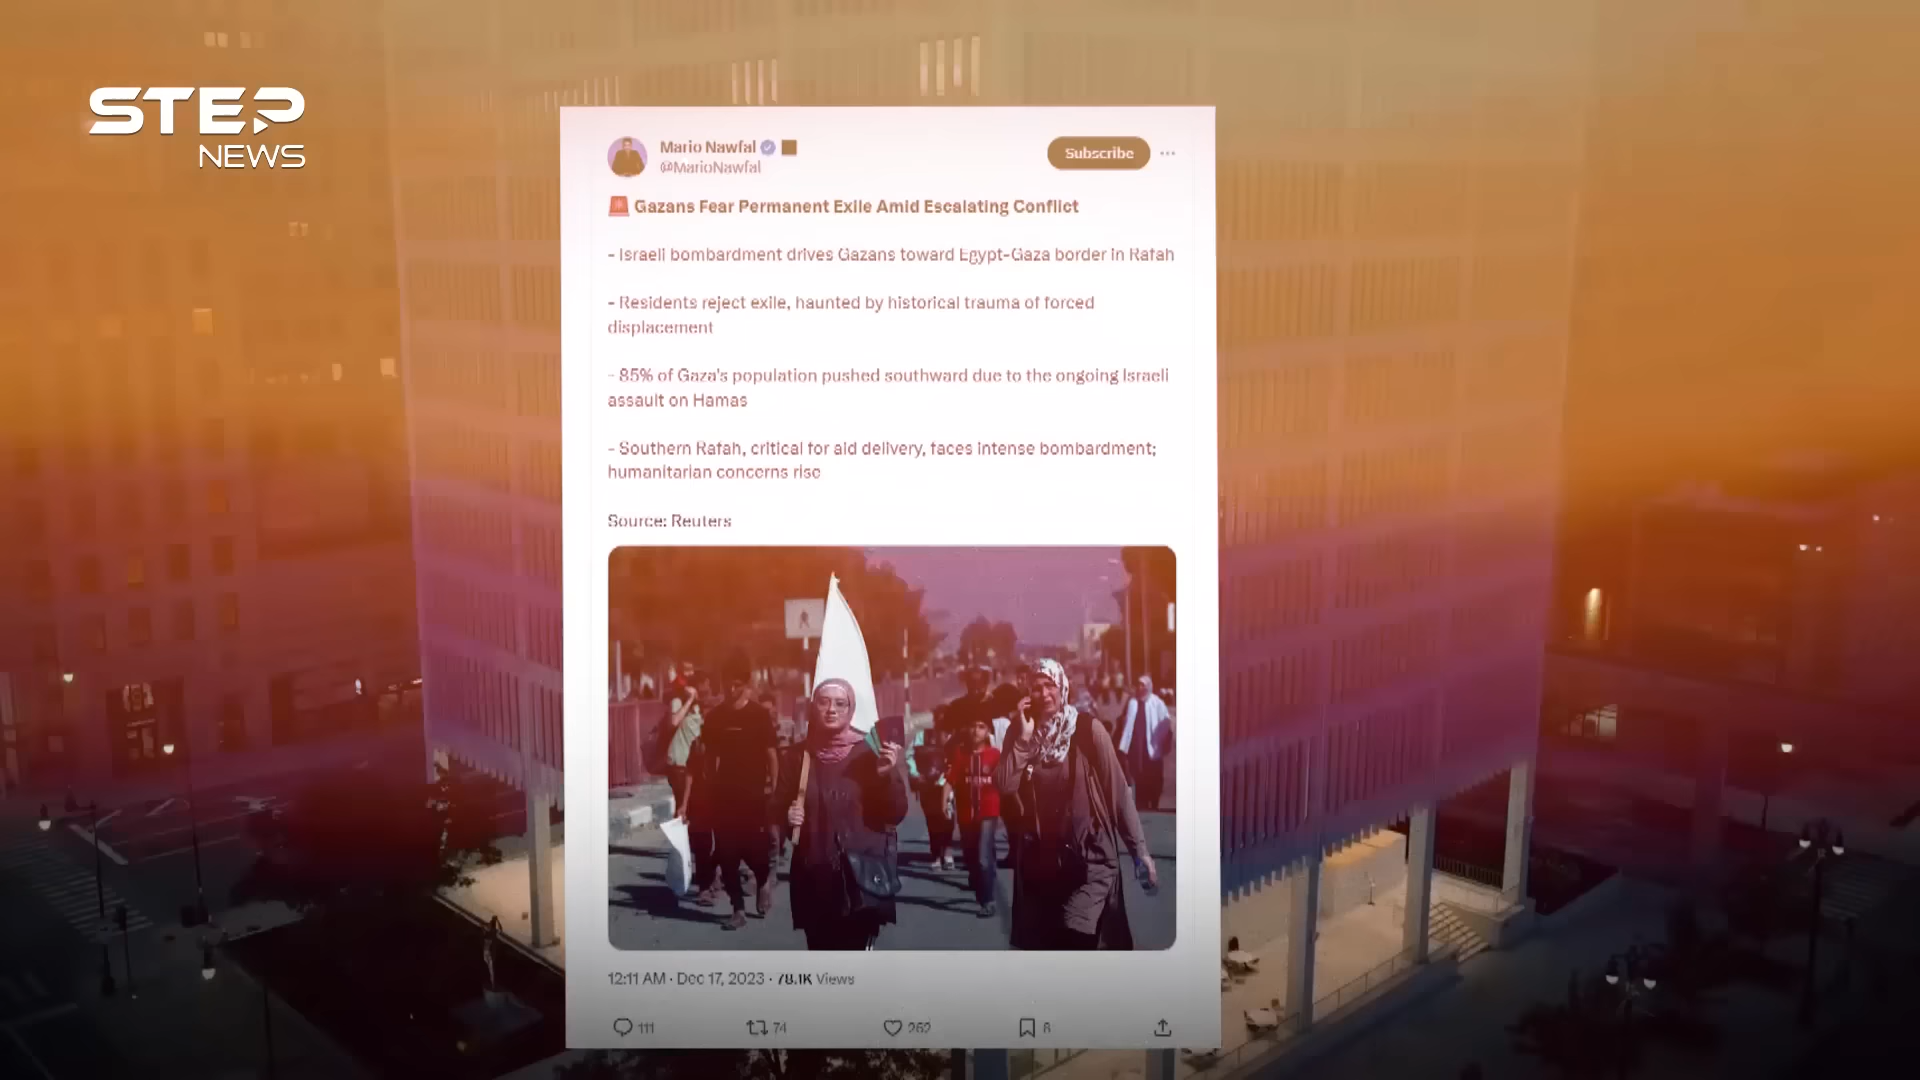 STEP
NEWS
Mario Nawfal
@MarioNawfal
Subscribe
Gazans Fear Permanent Exile Amid Escalating Conflict
- Israeli bombardment drives Gazans toward Egypt-Gaza border in Rafah
- Residents reject exile, haunted by historical trauma of forced
displacement
- 85% of Gaza's population pushed southward due to the ongoing Israeli
assault on Hamas
- Southern Rafah, critical for aid delivery, faces intense bombardment;
humanitarian concerns rise
Source: Reuters
12:11 AM · Dec 17, 2023 · 78.1K Views
111
74
262